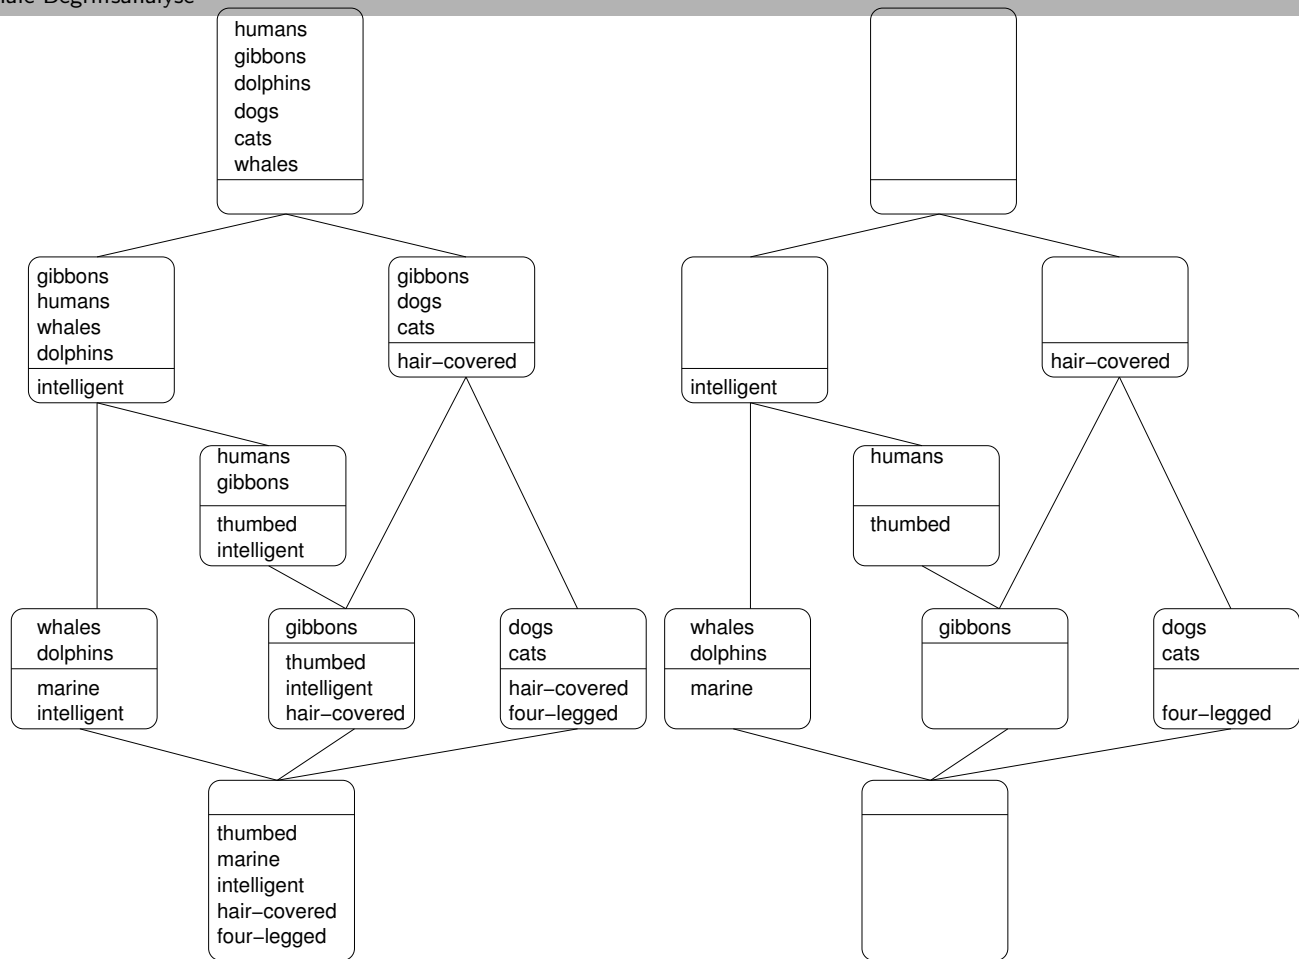 humans
gibbons
dolphins
dogs
cats
whales
gibbons
humans
whales
dolphins
intelligent
gibbons
dogs
cats
hair–covered
humans
gibbons
thumbed
intelligent
whales
dolphins
marine
intelligent
gibbons
thumbed
intelligent
hair–covered
dogs
cats
hair–covered
four–legged
thumbed
marine
intelligent
hair–covered
four–legged
intelligent
hair–covered
humans
thumbed
whales
dolphins
marine
gibbons
dogs
cats
four–legged